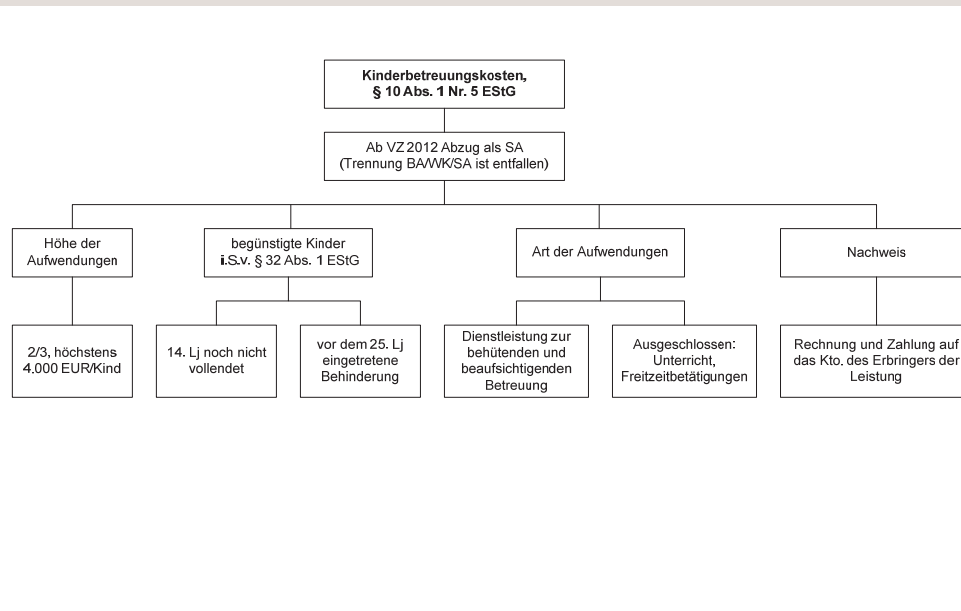 Kinderbetreuungskosten,
§ 10 Abs. 1 Nr. 5 EStG
Ab VZ 2012 Abzug als SA
(Trennung BA/WK/SA ist entfallen)
Höhe der
Aufwendungen
begünstigte Kinder
i.S.v. § 32 Abs. 1 EStG
Art der Aufwendungen
Nachweis
2/3, höchstens
4.000 EUR/Kind
14. Lj noch nicht
vollendet
vor dem 25. Lj
eingetretene
Behinderung
Dienstleistung zur
behütenden und
beaufsichtigenden
Betreuung
Ausgeschlossen:
Unterricht,
Freitzeitbetätigungen
Rechnung und Zahlung auf
das Kto. des Erbringers der
Leistung